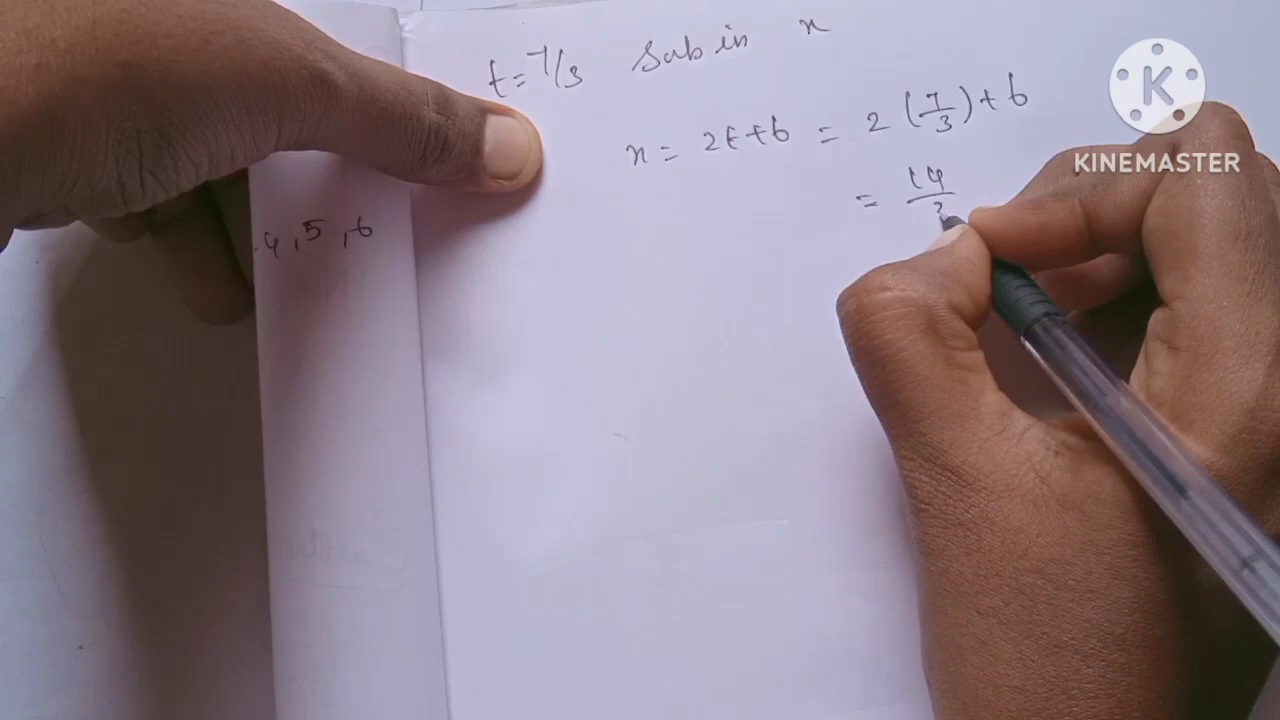 t = 7/3 Sub in x
x = 2t+6 = 2 (7/3) + 6
= 14/3
-4, 5, 6
K
KINEMASTER